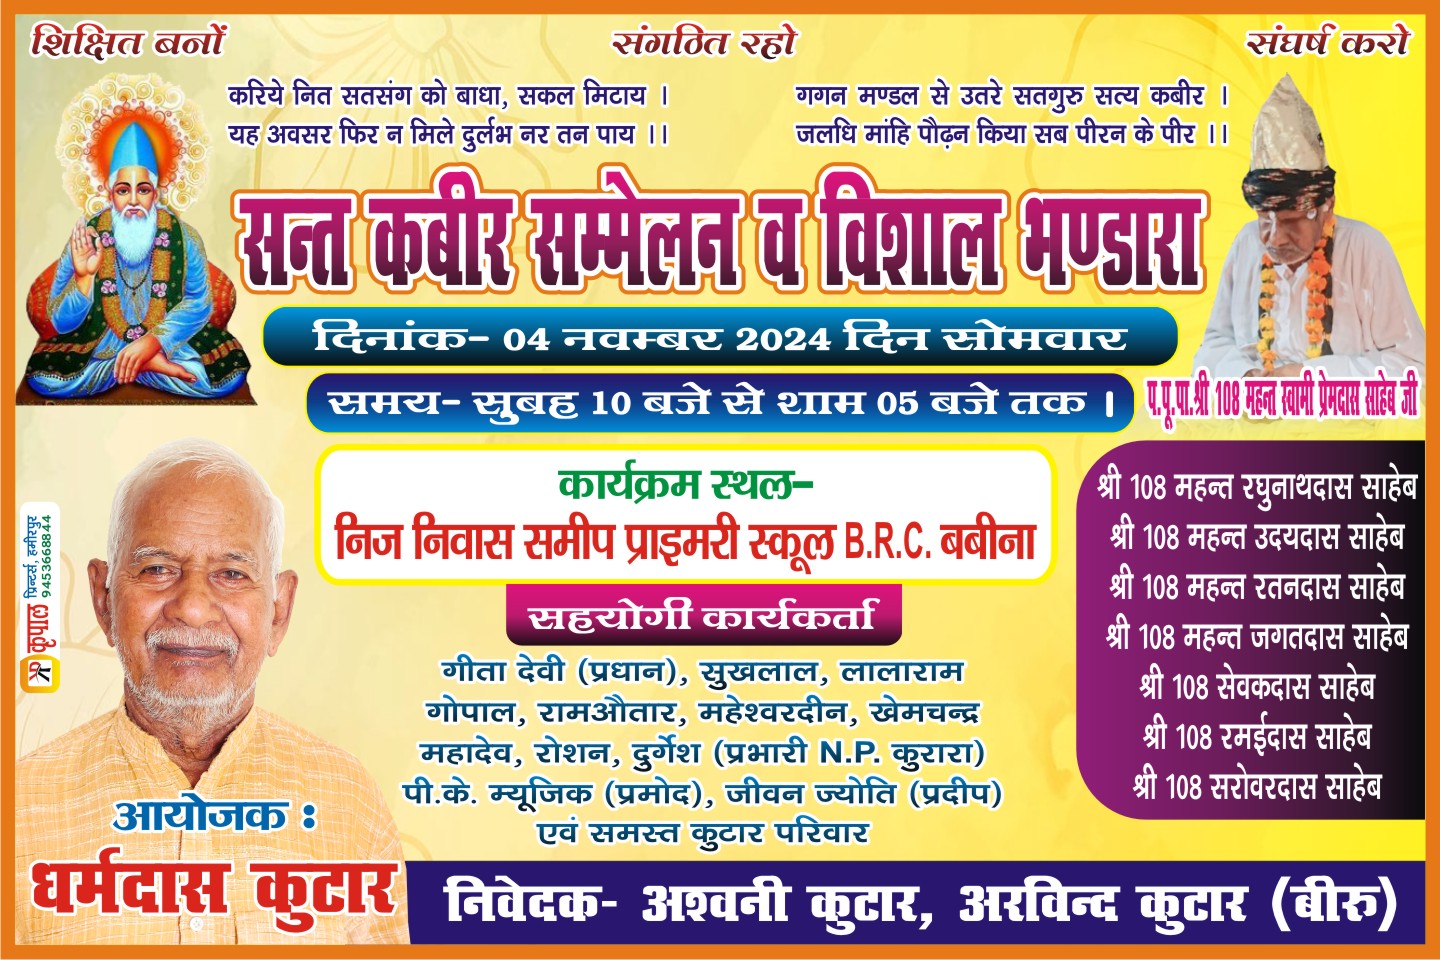 शिक्षित बनों
संगठित रहो
संघर्ष करो
करिये नित सतसंग को बाधा, सकल मिटाय ।
यह अवसर फिर न मिले दुर्लभ नर तन पाय ।।
गगन मण्डल से उतरे सतगुरु सत्य कबीर ।
जलधि मांहि पौढ़न किया सब पीरन के पीर ।।
सन्त कबीर सम्मेलन व विशाल भण्डारा
दिनांक- 04 नवम्बर 2024 दिन सोमवार
समय- सुबह 10 बजे से शाम 05 बजे तक ।
प.पू.पा.श्री 108 महन्त स्वामी प्रेमदास साहेब जी
कार्यक्रम स्थल-
निज निवास समीप प्राइमरी स्कूल B.R.C. बबीना
श्री 108 महन्त रघुनाथदास साहेब
श्री 108 महन्त उदयदास साहेब
श्री 108 महन्त रतनदास साहेब
श्री 108 महन्त जगतदास साहेब
श्री 108 सेवकदास साहेब
श्री 108 रमईदास साहेब
श्री 108 सरोवरदास साहेब
सहयोगी कार्यकर्ता
गीता देवी (प्रधान), सुखलाल, लालाराम
गोपाल, रामऔतार, महेश्वरदीन, खेमचन्द्र
महादेव, रोशन, दुर्गेश (प्रभारी N.P. कुरारा)
पी.के. म्यूजिक (प्रमोद), जीवन ज्योति (प्रदीप)
एवं समस्त कुटार परिवार
कृपाल प्रिन्टर्स, हमीरपुर
9453668844
आयोजक :
धर्मदास कुटार
निवेदक- अश्वनी कुटार, अरविन्द कुटार (बीरु)